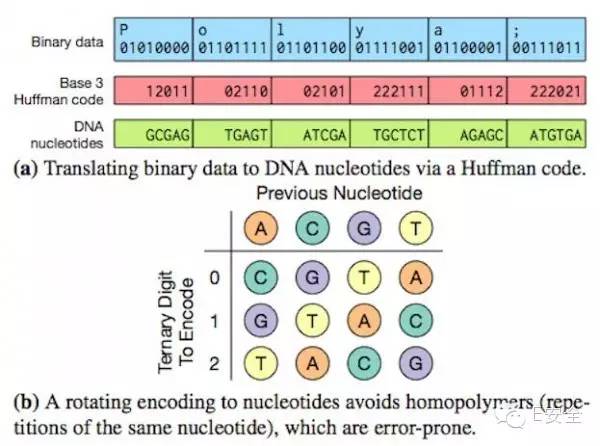 P o l y a ;
Binary data 01010000 01101111 01101100 01111001 01100001 00111011
Base 3
Huffman code 12011 02110 02101 222111 01112 222021
DNA
nucleotides GCGAG TGAGT ATCGA TGCTCT AGAGC ATGTGA
(a) Translating binary data to DNA nucleotides via a Huffman code.
Previous Nucleotide
A C G T
Ternary Digit
To Encode
0 C G T A
1 G T A C
2 T A C G
(b) A rotating encoding to nucleotides avoids homopolymers (repe-
titions of the same nucleotide), which are error-prone.
E安全